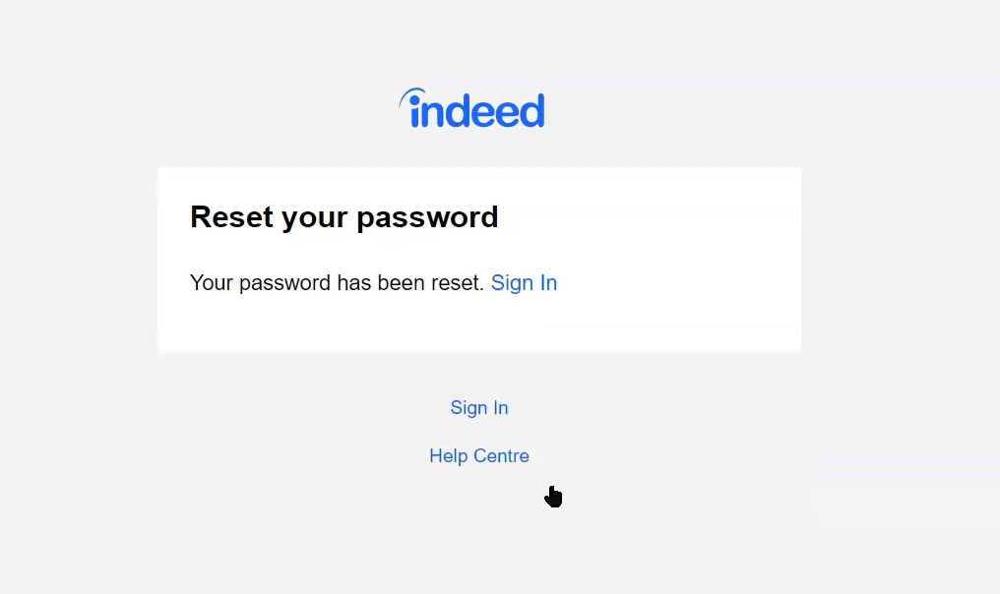 indeed
Reset your password
Your password has been reset. Sign In
Sign In
Help Centre